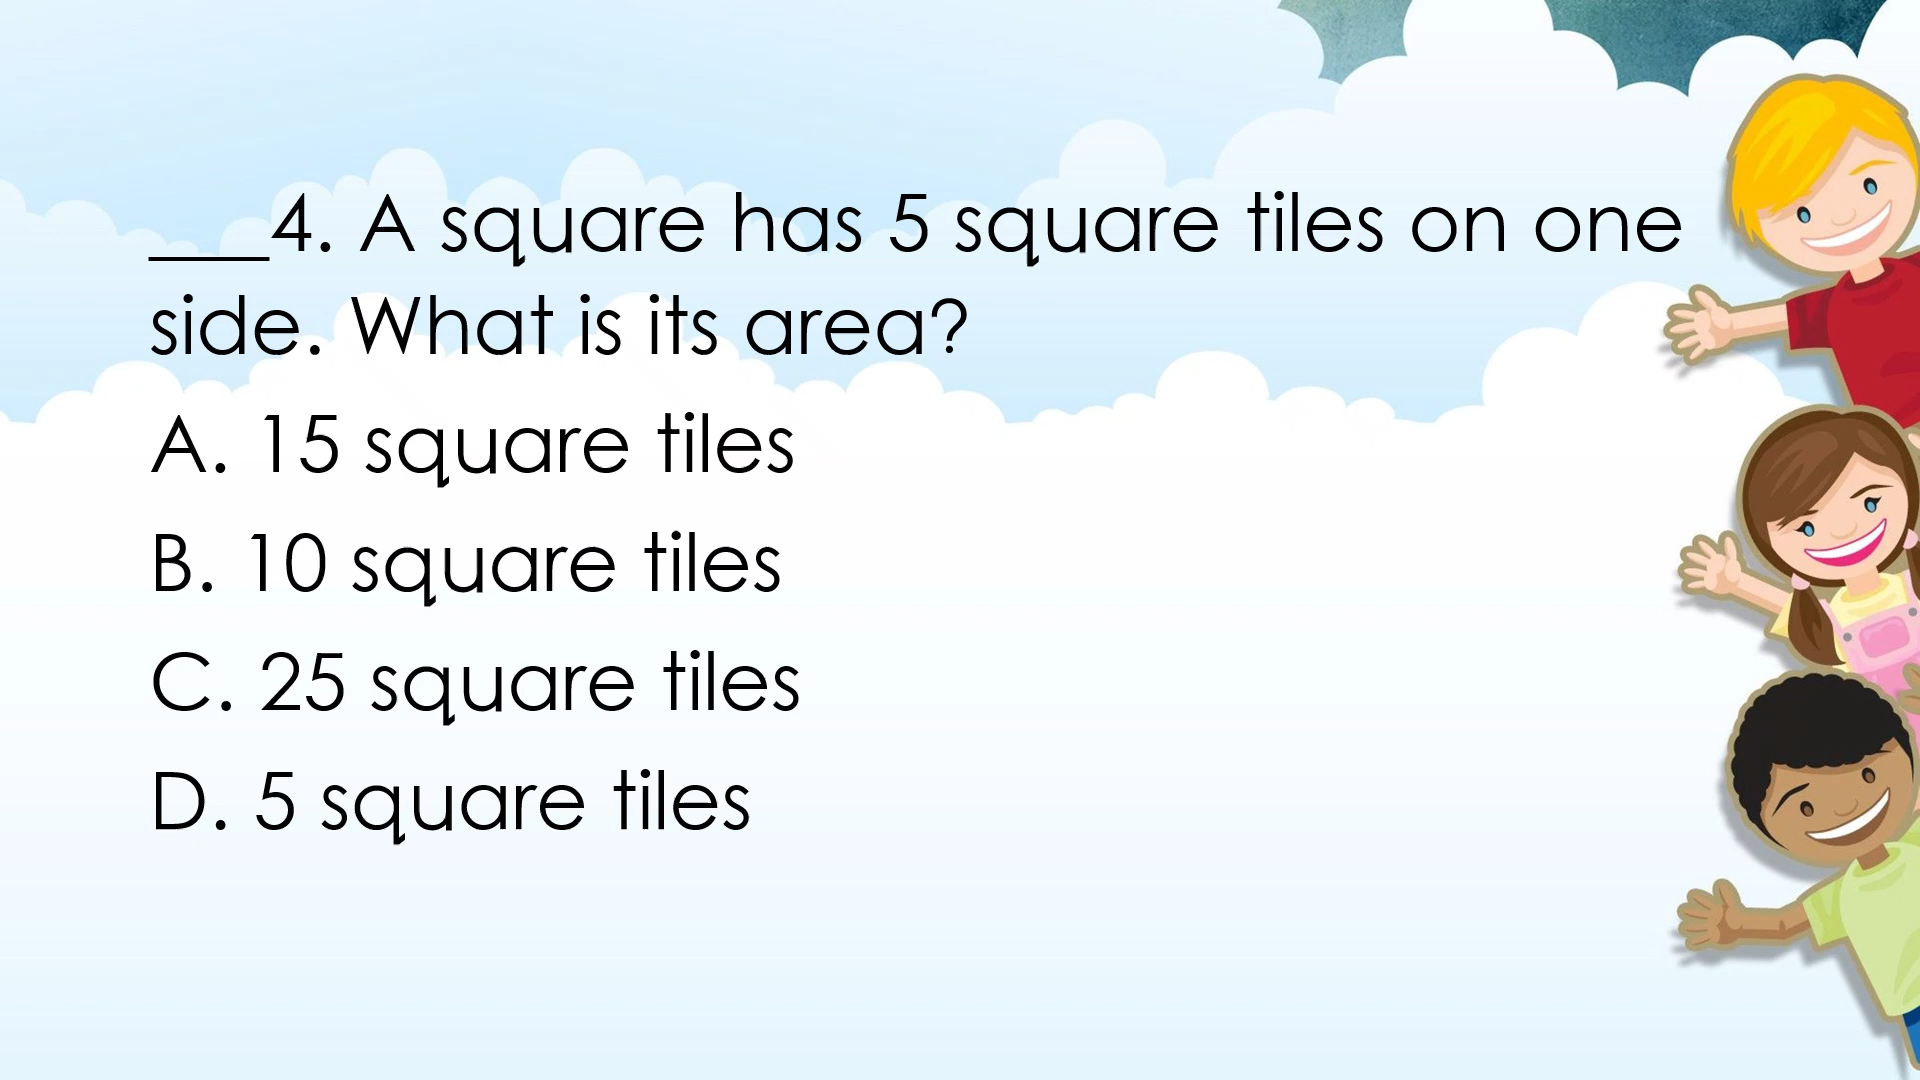 ___4. A square has 5 square tiles on one
side. What is its area?
A. 15 square tiles
B. 10 square tiles
C. 25 square tiles
D. 5 square tiles